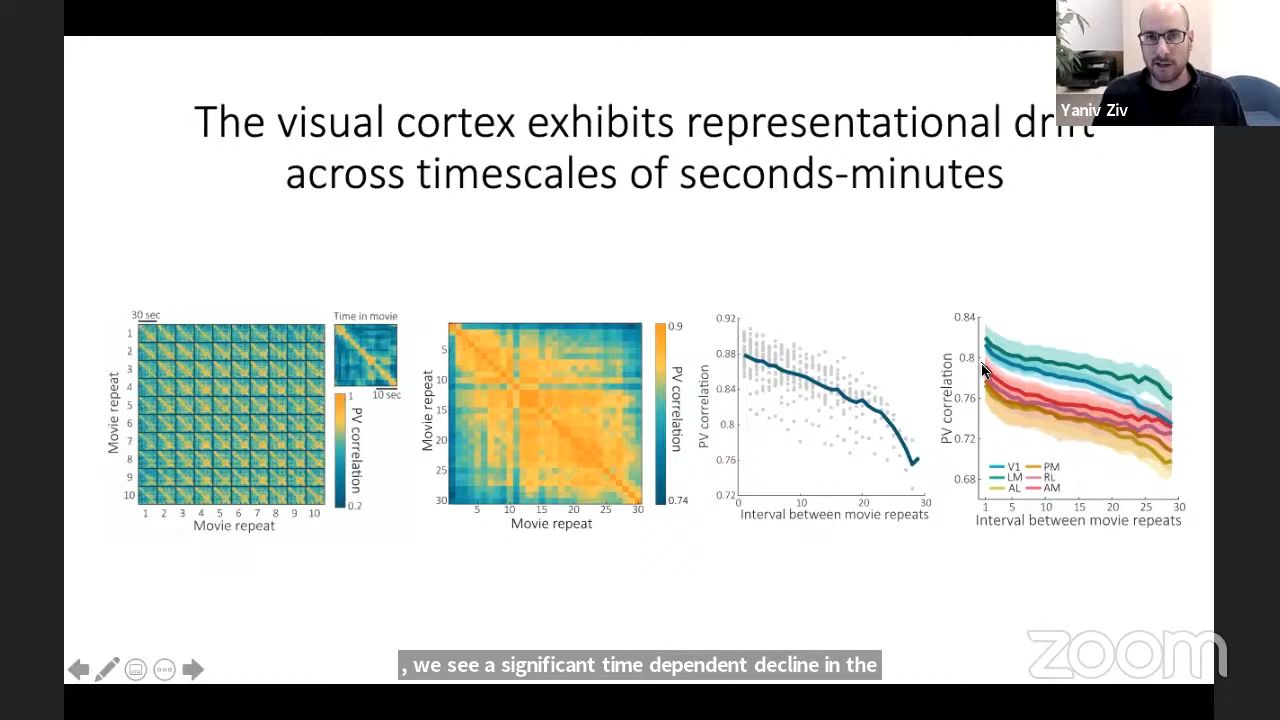 Yaniv Ziv
The visual cortex exhibits representational drift
across timescales of seconds-minutes
30 sec
Movie repeat
1
2
3
4
5
6
7
8
9
10
1 2 3 4 5 6 7 8 9 10
Movie repeat
Time in movie
10 sec
1
PV correlation
0.2
Movie repeat
5
10
15
20
25
30
5 10 15 20 25 30
Movie repeat
0.9
PV correlation
0.74
PV correlation
0.92
0.88
0.84
0.8
0.76
0.72
10 20 30
Interval between movie repeats
PV correlation
0.84
0.8
0.76
0.72
0.68
V1 PM
LM RL
AL AM
1 5 10 15 20 25 30
Interval between movie repeats
, we see a significant time dependent decline in the
zoom